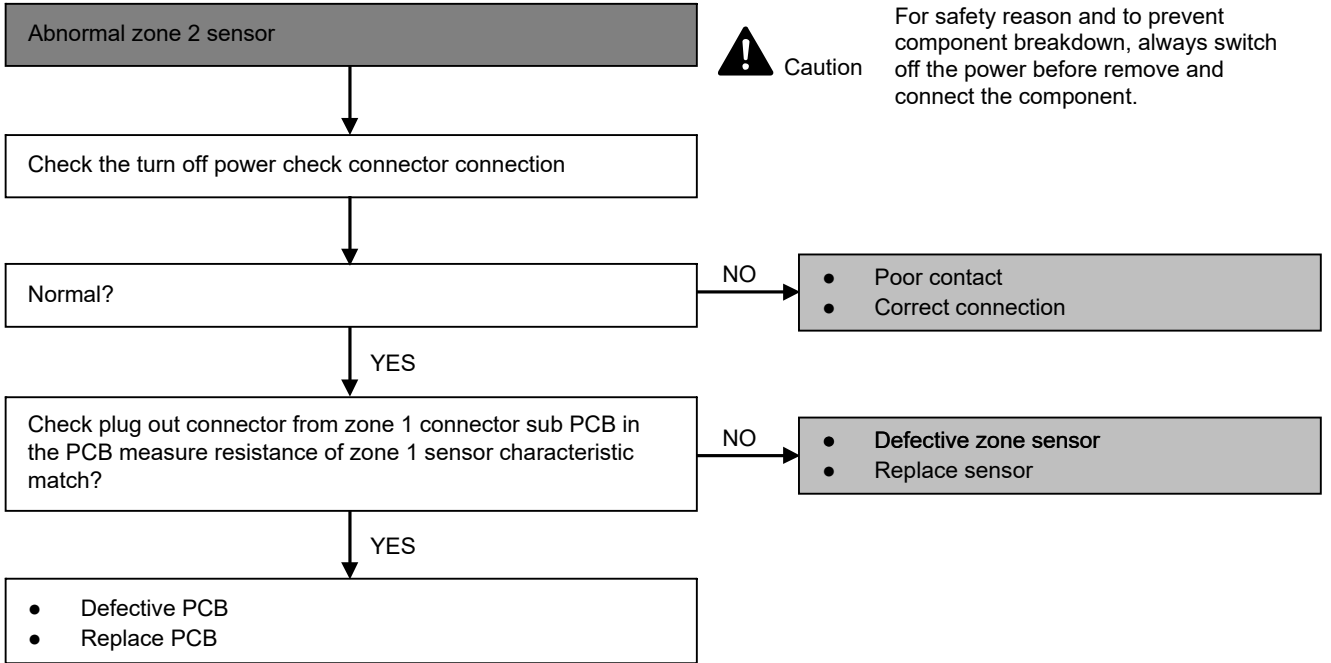 Abnormal zone 2 sensor
Caution
For safety reason and to prevent
component breakdown, always switch
off the power before remove and
connect the component.
Check the turn off power check connector connection
Normal?
NO
● Poor contact
● Correct connection
YES
Check plug out connector from zone 1 connector sub PCB in
the PCB measure resistance of zone 1 sensor characteristic
match?
NO
● Defective zone sensor
● Replace sensor
YES
● Defective PCB
● Replace PCB